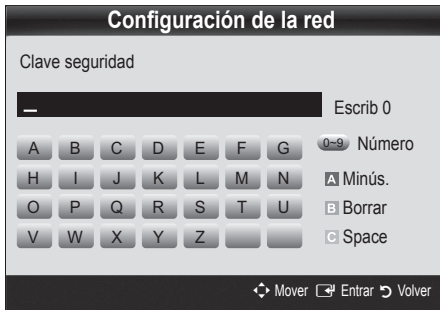 Configuración de la red
Clave seguridad
_ Escrib 0
A B C D E F G 0~9 Número
H I J K L M N A Minús.
O P Q R S T U B Borrar
V W X Y Z C Space
Mover Entrar Volver